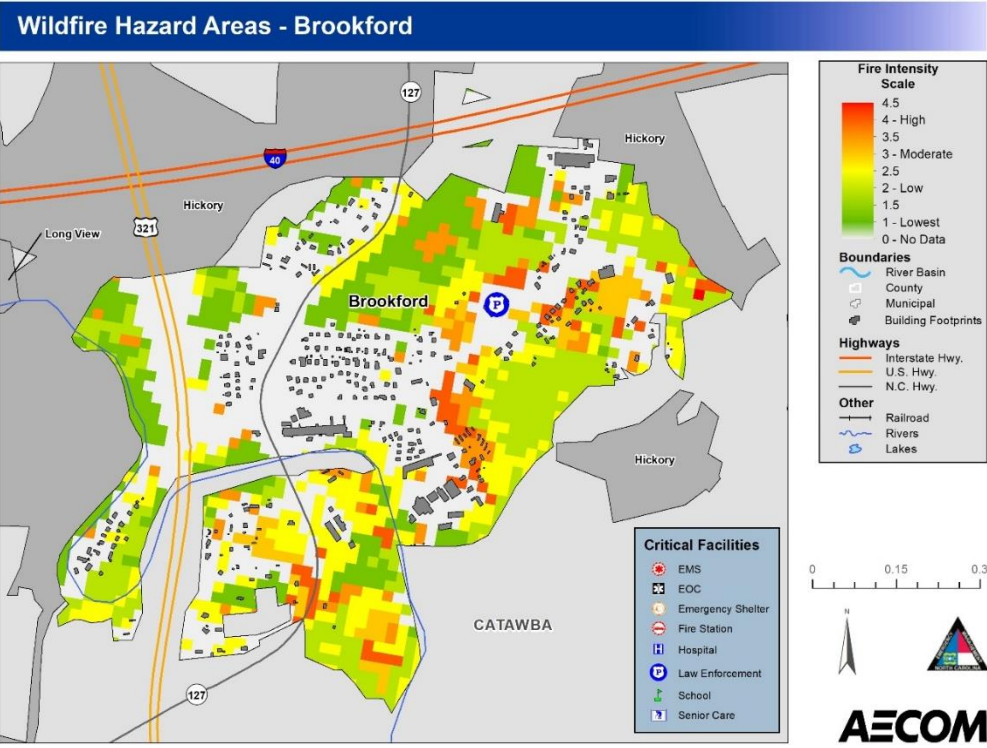 Wildfire Hazard Areas - Brookford
127
Hickory
40
Hickory
321
Long View
Brookford
P
Hickory
CATAWBA
127
Fire Intensity
Scale
4.5
4 - High
3.5
3 - Moderate
2.5
2 - Low
1.5
1 - Lowest
0 - No Data
Boundaries
River Basin
County
Municipal
Building Footprints
Highways
Interstate Hwy.
U.S. Hwy.
N.C. Hwy.
Other
Railroad
Rivers
Lakes
Critical Facilities
EMS
EOC
Emergency Shelter
Fire Station
H Hospital
P Law Enforcement
School
Senior Care
0 0.15 0.3
N
NORTH CAROLINA
AECOM